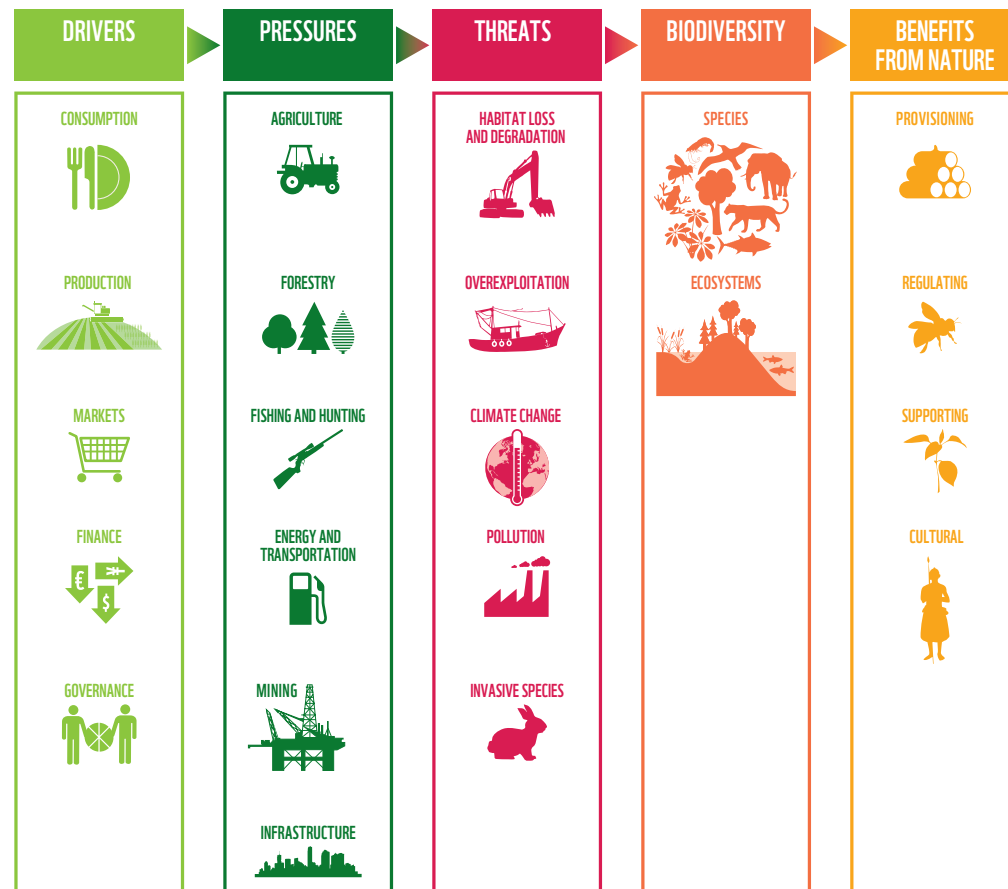 DRIVERS
PRESSURES
THREATS
BIODIVERSITY
BENEFITS
FROM NATURE
CONSUMPTION
PRODUCTION
MARKETS
FINANCE
€
¥
$
GOVERNANCE
AGRICULTURE
FORESTRY
FISHING AND HUNTING
ENERGY AND
TRANSPORTATION
MINING
INFRASTRUCTURE
HABITAT LOSS
AND DEGRADATION
OVEREXPLOITATION
CLIMATE CHANGE
POLLUTION
INVASIVE SPECIES
SPECIES
ECOSYSTEMS
PROVISIONING
REGULATING
SUPPORTING
CULTURAL